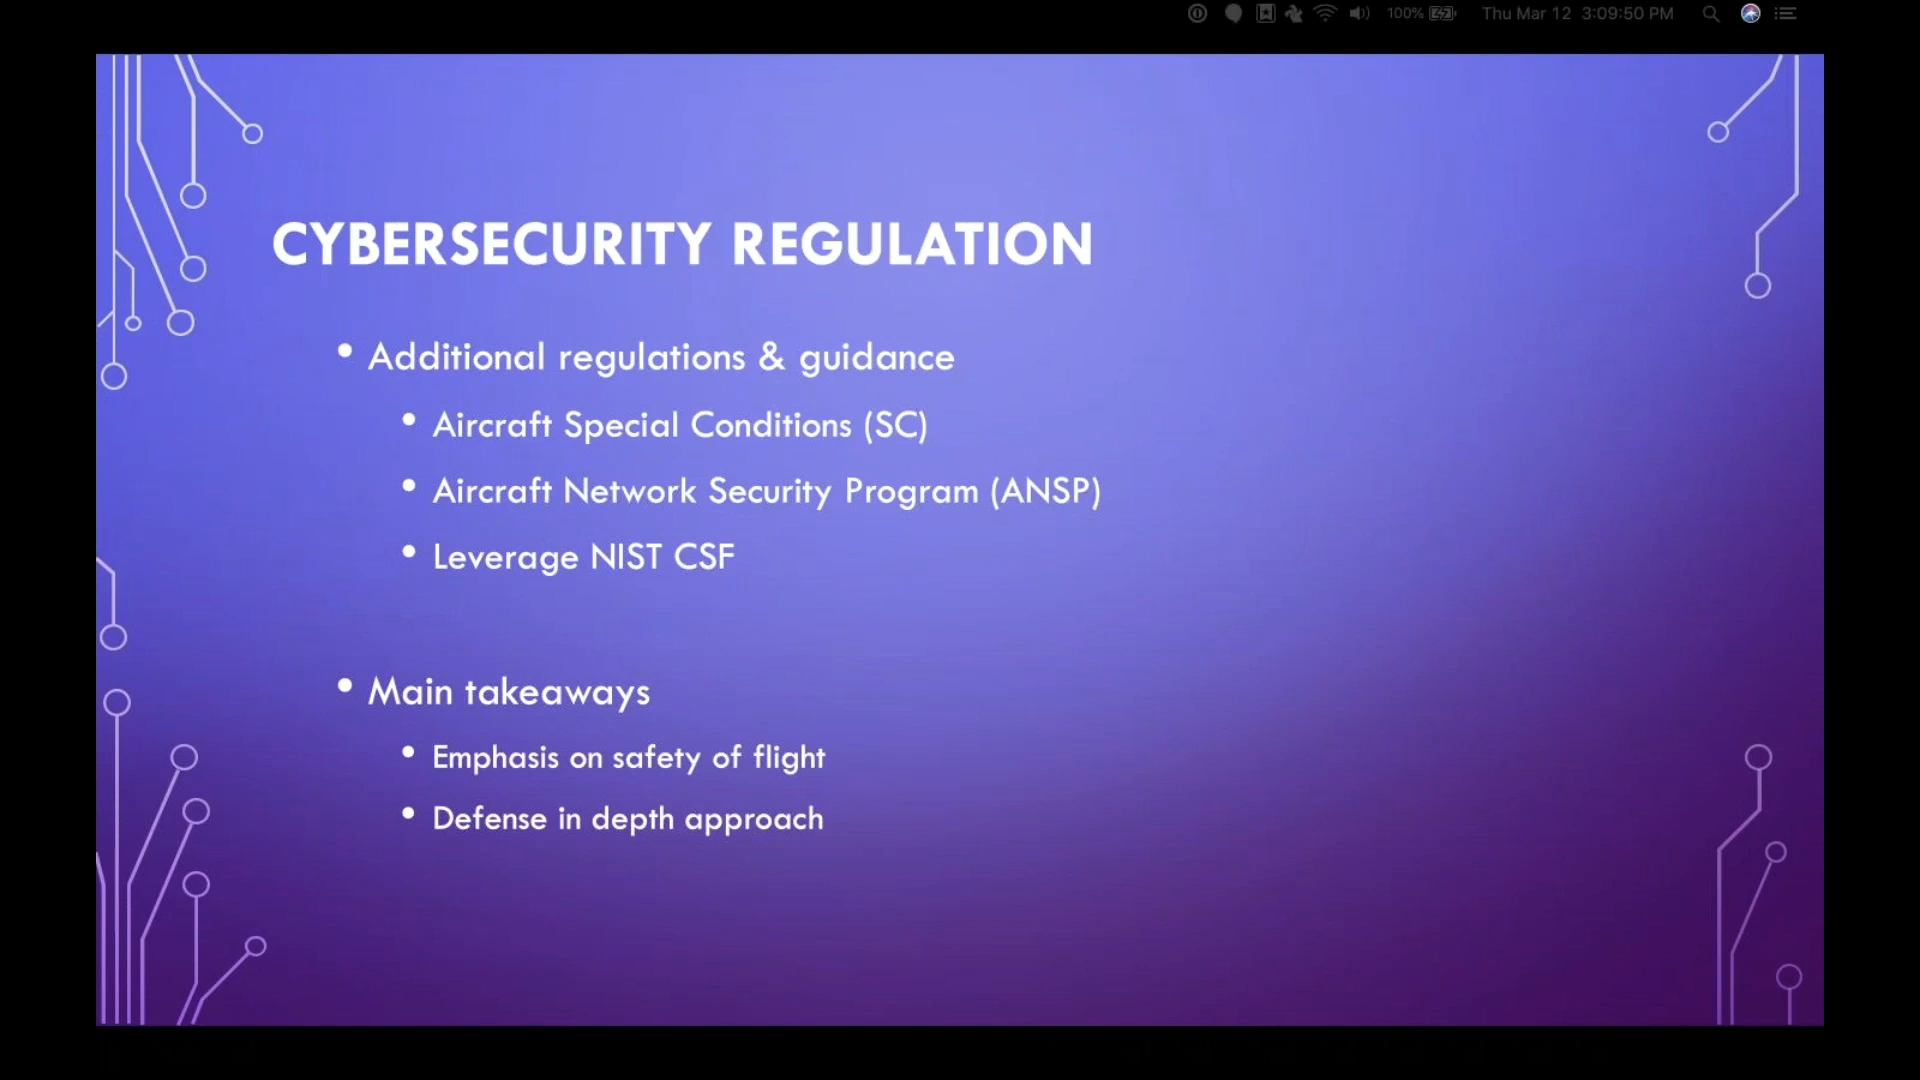 100% Thu Mar 12 3:09:50 PM
CYBERSECURITY REGULATION
• Additional regulations & guidance
• Aircraft Special Conditions (SC)
• Aircraft Network Security Program (ANSP)
• Leverage NIST CSF
• Main takeaways
• Emphasis on safety of flight
• Defense in depth approach